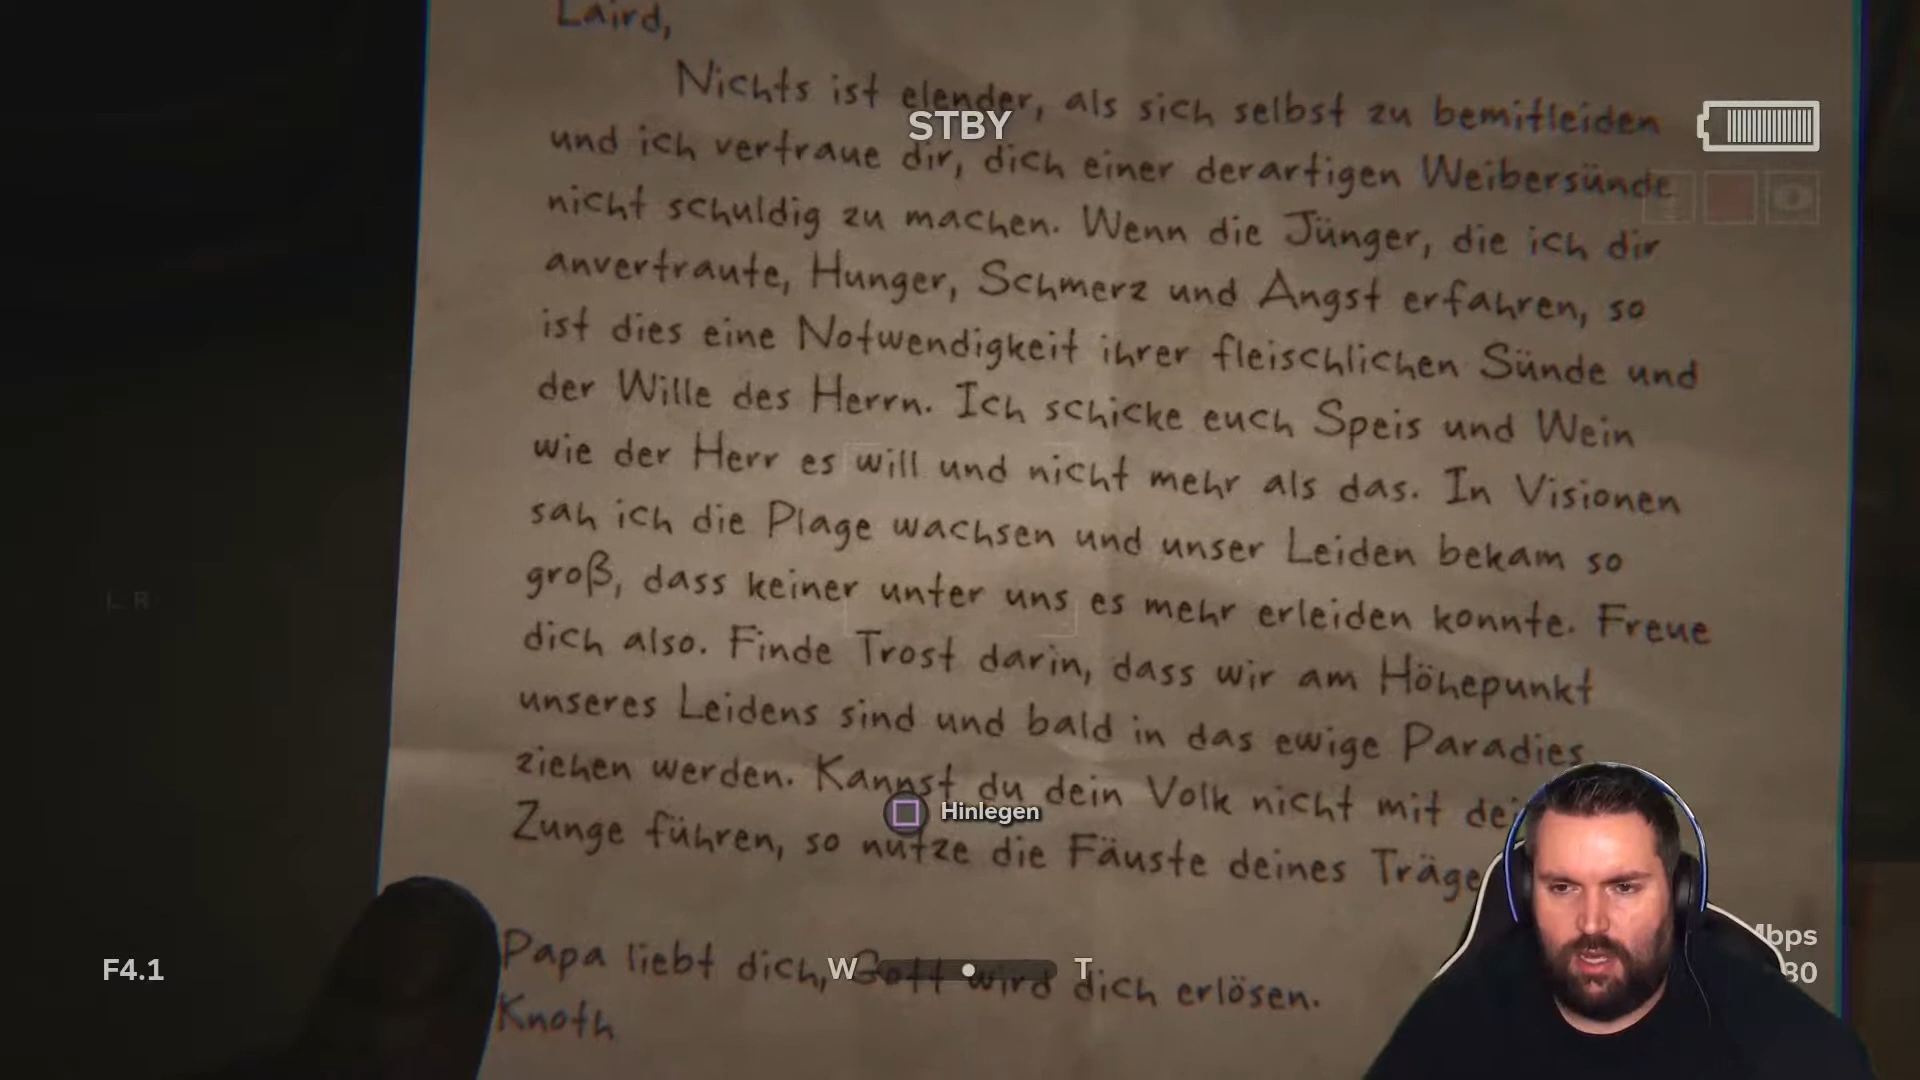 Laird,
Nichts ist elender, als sich selbst zu bemitleiden
STBY
und ich vertraue dir, dich einer derartigen Weibersünde
nicht schuldig zu machen. Wenn die Jünger, die ich dir
anvertraute, Hunger, Schmerz und Angst erfahren, so
ist dies eine Notwendigkeit ihrer fleischlichen Sünde und
der Wille des Herrn. Ich schicke euch Speis und Wein
wie der Herr es will und nicht mehr als das. In Visionen
sah ich die Plage wachsen und unser Leiden bekam so
L R
groß, dass keiner unter uns es mehr erleiden konnte. Freue
dich also. Finde Trost darin, dass wir am Höhepunkt
unseres Leidens sind und bald in das ewige Paradies
ziehen werden. Kannst du dein Volk nicht mit
Hinlegen
Zunge führen, so nutze die Fäuste deines
Papa liebt dich, Gott wird dich erlösen.
Knoth
F4.1
W T
Mbps